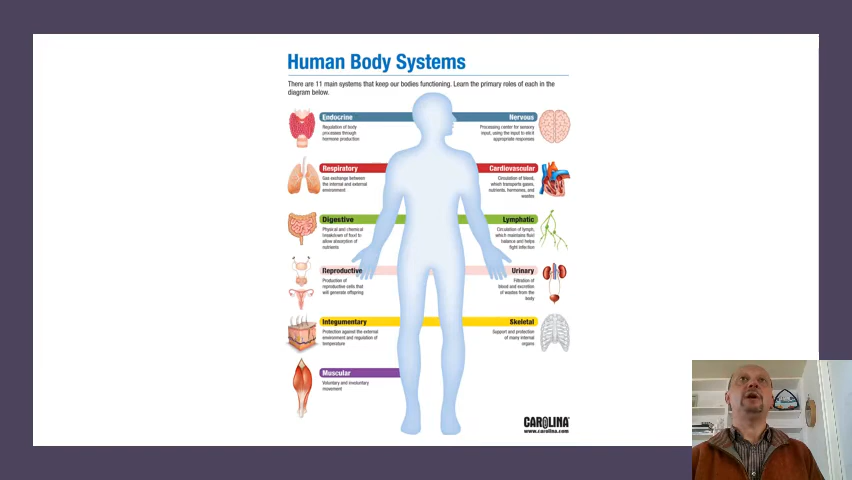 Human Body Systems
There are 11 main systems that keep our bodies functioning. Learn the primary roles of each in the
diagram below.
Endocrine
Regulation of body
processes through
hormone production
Nervous
Processing center for sensory
input, using the input to elicit
appropriate responses
Respiratory
Gas exchange between
the internal and external
environment
Cardiovascular
Circulation of blood,
which transports gases,
nutrients, hormones, and
wastes
Digestive
Physical and chemical
breakdown of food to
allow absorption of
nutrients
Lymphatic
Circulation of lymph,
which maintains fluid
balance and helps
fight infection
Reproductive
Production of
reproductive cells that
will generate offspring
Urinary
Filtration of
blood and excretion
of wastes from the
body
Integumentary
Protection against the external
environment and regulation of
temperature
Skeletal
Support and protection
of many internal
organs
Muscular
Voluntary and involuntary
movement
CAROLINA
www.carolina.com